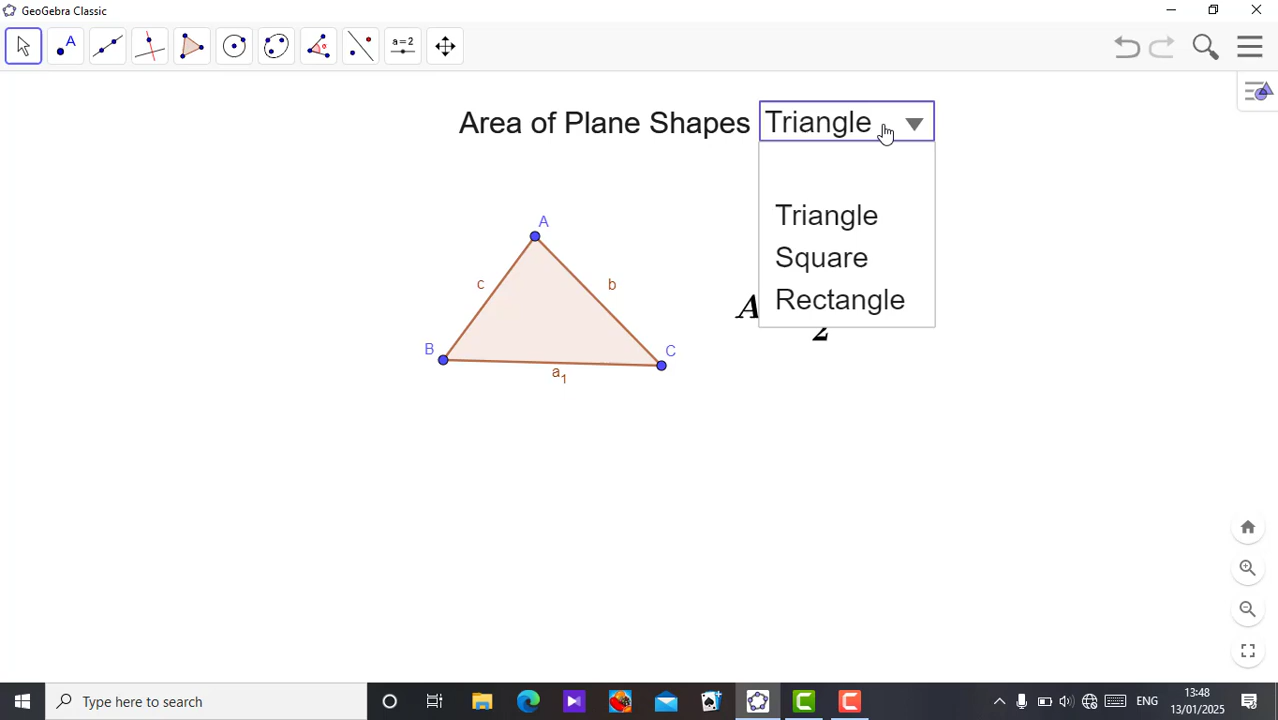 GeoGebra Classic
a=2
Area of Plane Shapes Triangle
Triangle
Square
Rectangle
A
c
b
A
2
B
C
a₁
Type here to search
ENG
13:48
13/01/2025